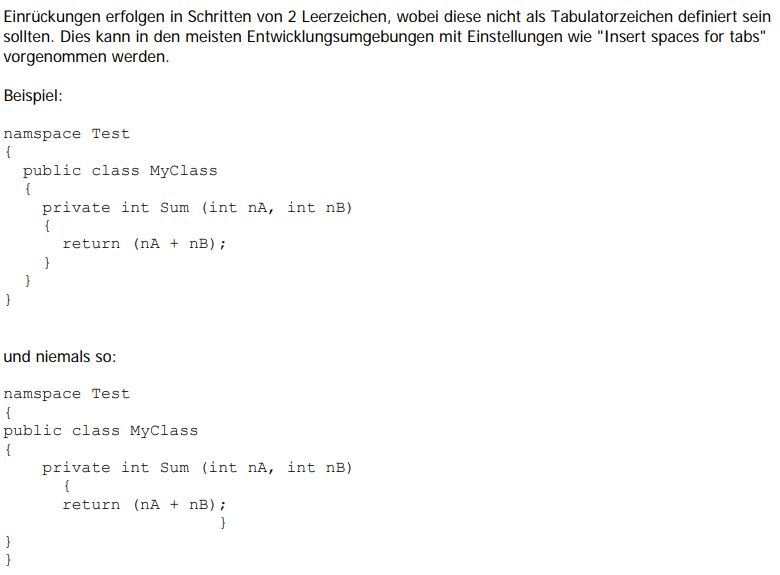 Einrückungen erfolgen in Schritten von 2 Leerzeichen, wobei diese nicht als Tabulatorzeichen definiert sein
sollten. Dies kann in den meisten Entwicklungsumgebungen mit Einstellungen wie "Insert spaces for tabs"
vorgenommen werden.

Beispiel:

namspace Test
{
  public class MyClass
  {
    private int Sum (int nA, int nB)
    {
      return (nA + nB);
    }
  }
}

und niemals so:

namspace Test
{
public class MyClass
{
    private int Sum (int nA, int nB)
      {
      return (nA + nB);
                      }
}
}